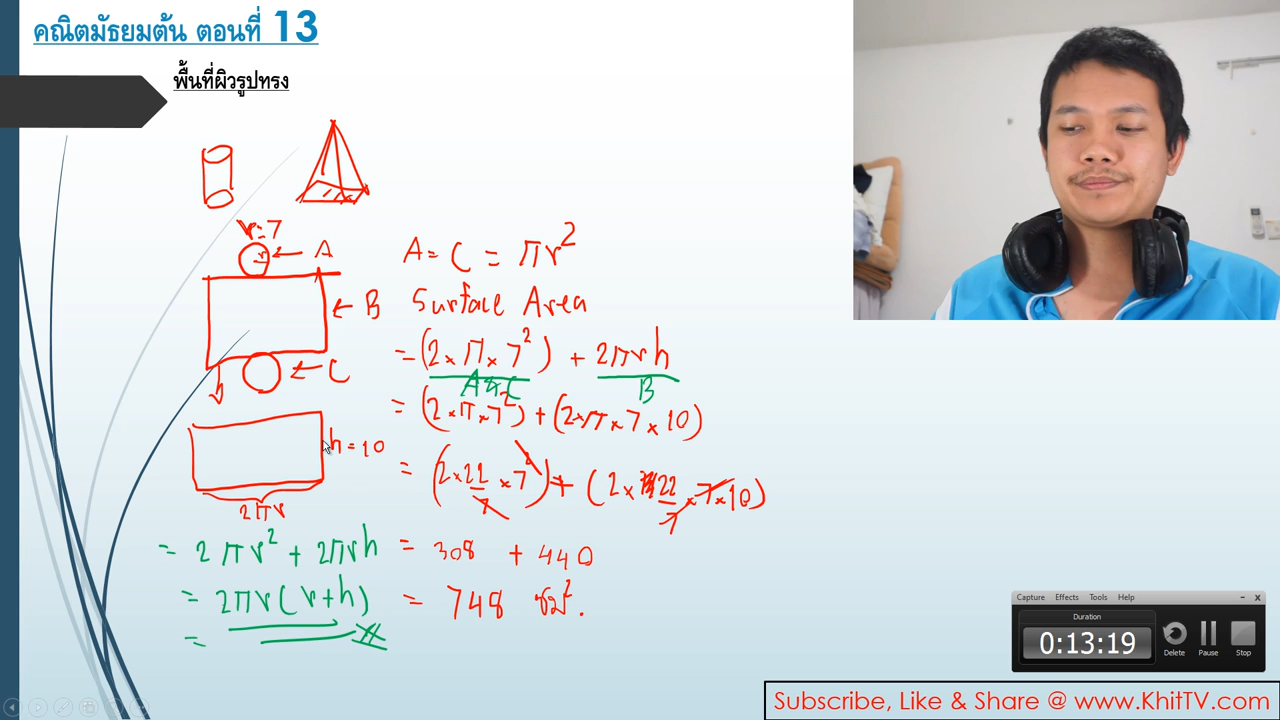 คณิตมัธยมต้น ตอนที่ 13
พื้นที่ผิวรูปทรง
r=7
r
A
B
C
h = 10
2πr
A = C = πr²
Surface Area
= (2 × π × 7²) + 2πrh
A & C
B
= (2 × π × 7²) + (2 × π × 7 × 10)
= (2 × 22/7 × 7²) + (2 × 22/7 × 7 × 10)
= 308 + 440
= 748 ซม².
= 2πr² + 2πrh
= 2πr(r+h)
=
Capture Effects Tools Help
Duration
0:13:19
Delete
Pause
Stop
Subscribe, Like & Share @ www.KhitTV.com